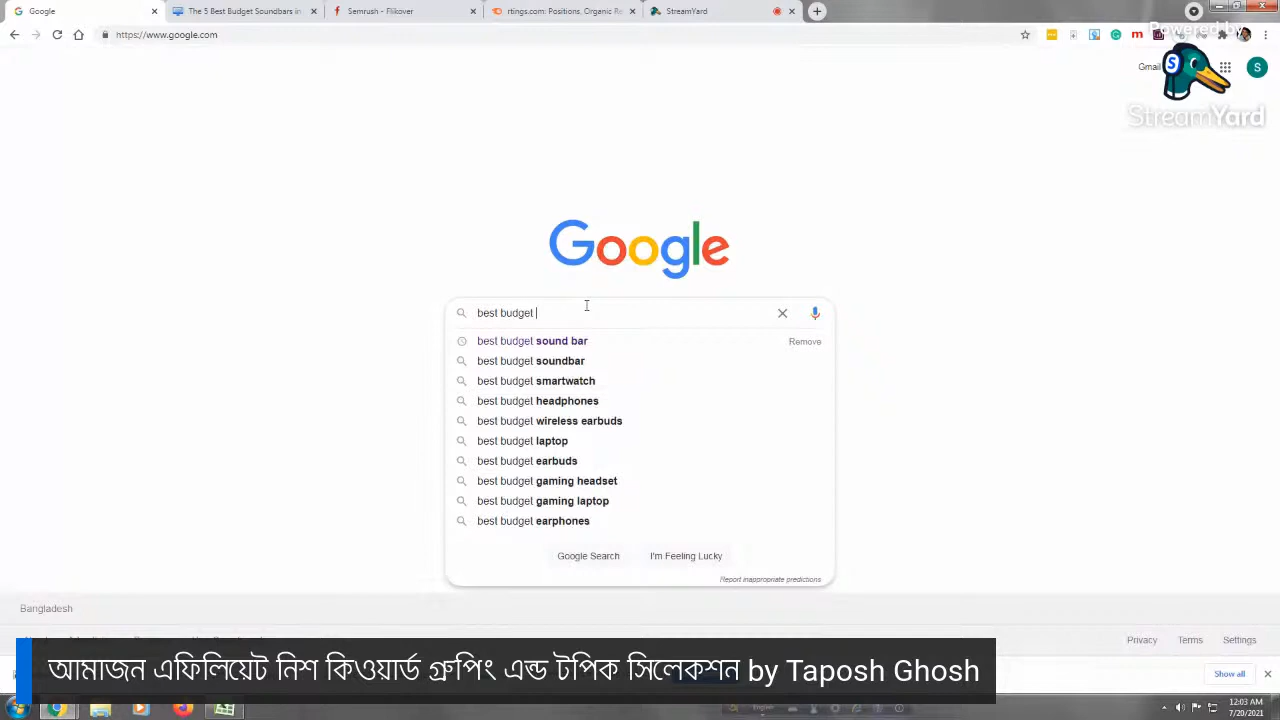 Google
The 5 Best Budget Soundbars in
Semrush - Flikover
rtings.com: Positions, Organic Re
StreamYard
https://www.google.com
Powered by
Gmail
S
StreamYard
Google
best budget
best budget sound bar
Remove
best budget soundbar
best budget smartwatch
best budget headphones
best budget wireless earbuds
best budget laptop
best budget earbuds
best budget gaming headset
best budget gaming laptop
best budget earphones
Google Search
I'm Feeling Lucky
Report inappropriate predictions
Bangladesh
Privacy
Terms
Settings
আমাজন এফিলিয়েট নিশ কিওয়ার্ড গ্রুপিং এন্ড টপিক সিলেকশন by Taposh Ghosh
Show all
English
12:03 AM
7/20/2021